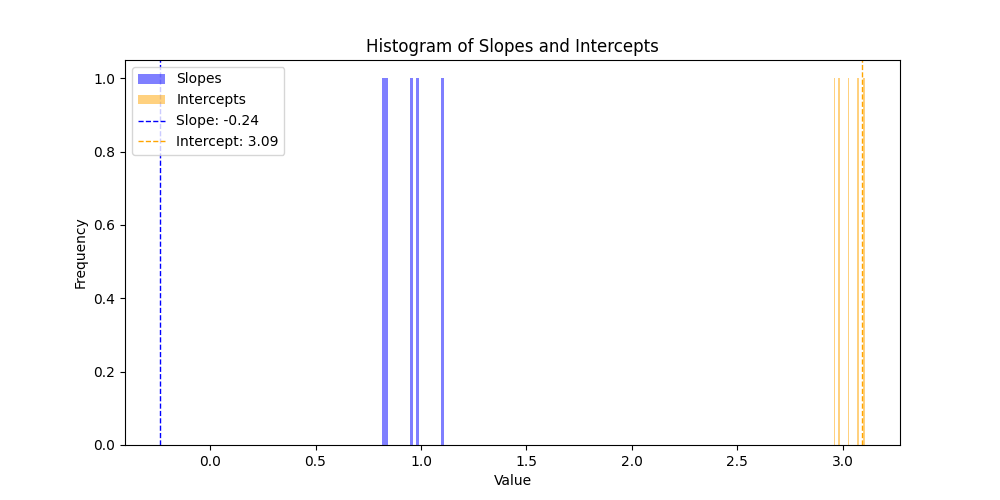 Histogram of Slopes and Intercepts
Slopes
Intercepts
Slope: -0.24
Intercept: 3.09
Frequency
1.0
0.8
0.6
0.4
0.2
0.0
0.0 0.5 1.0 1.5 2.0 2.5 3.0
Value